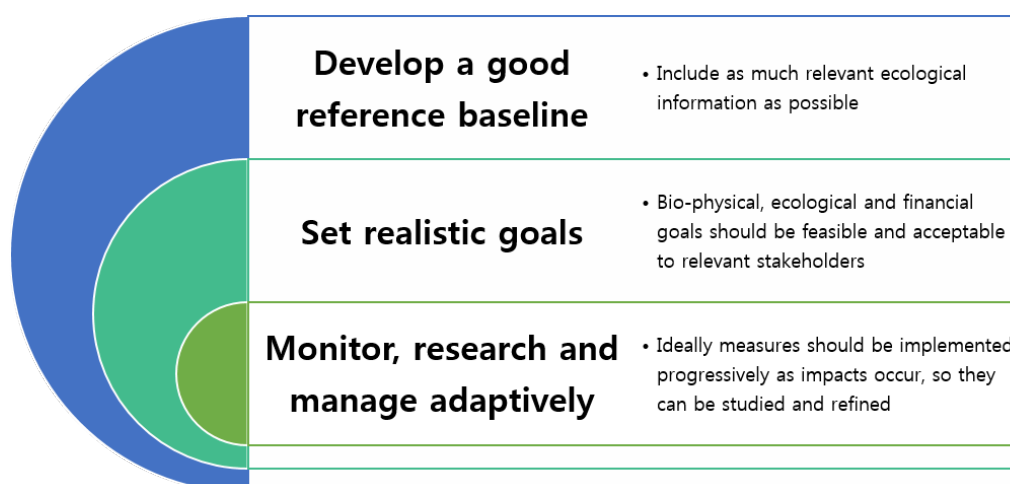 Develop a good
reference baseline
• Include as much relevant ecological
information as possible
Set realistic goals
• Bio-physical, ecological and financial
goals should be feasible and acceptable
to relevant stakeholders
Monitor, research and
manage adaptively
• Ideally measures should be implemented
progressively as impacts occur, so they
can be studied and refined